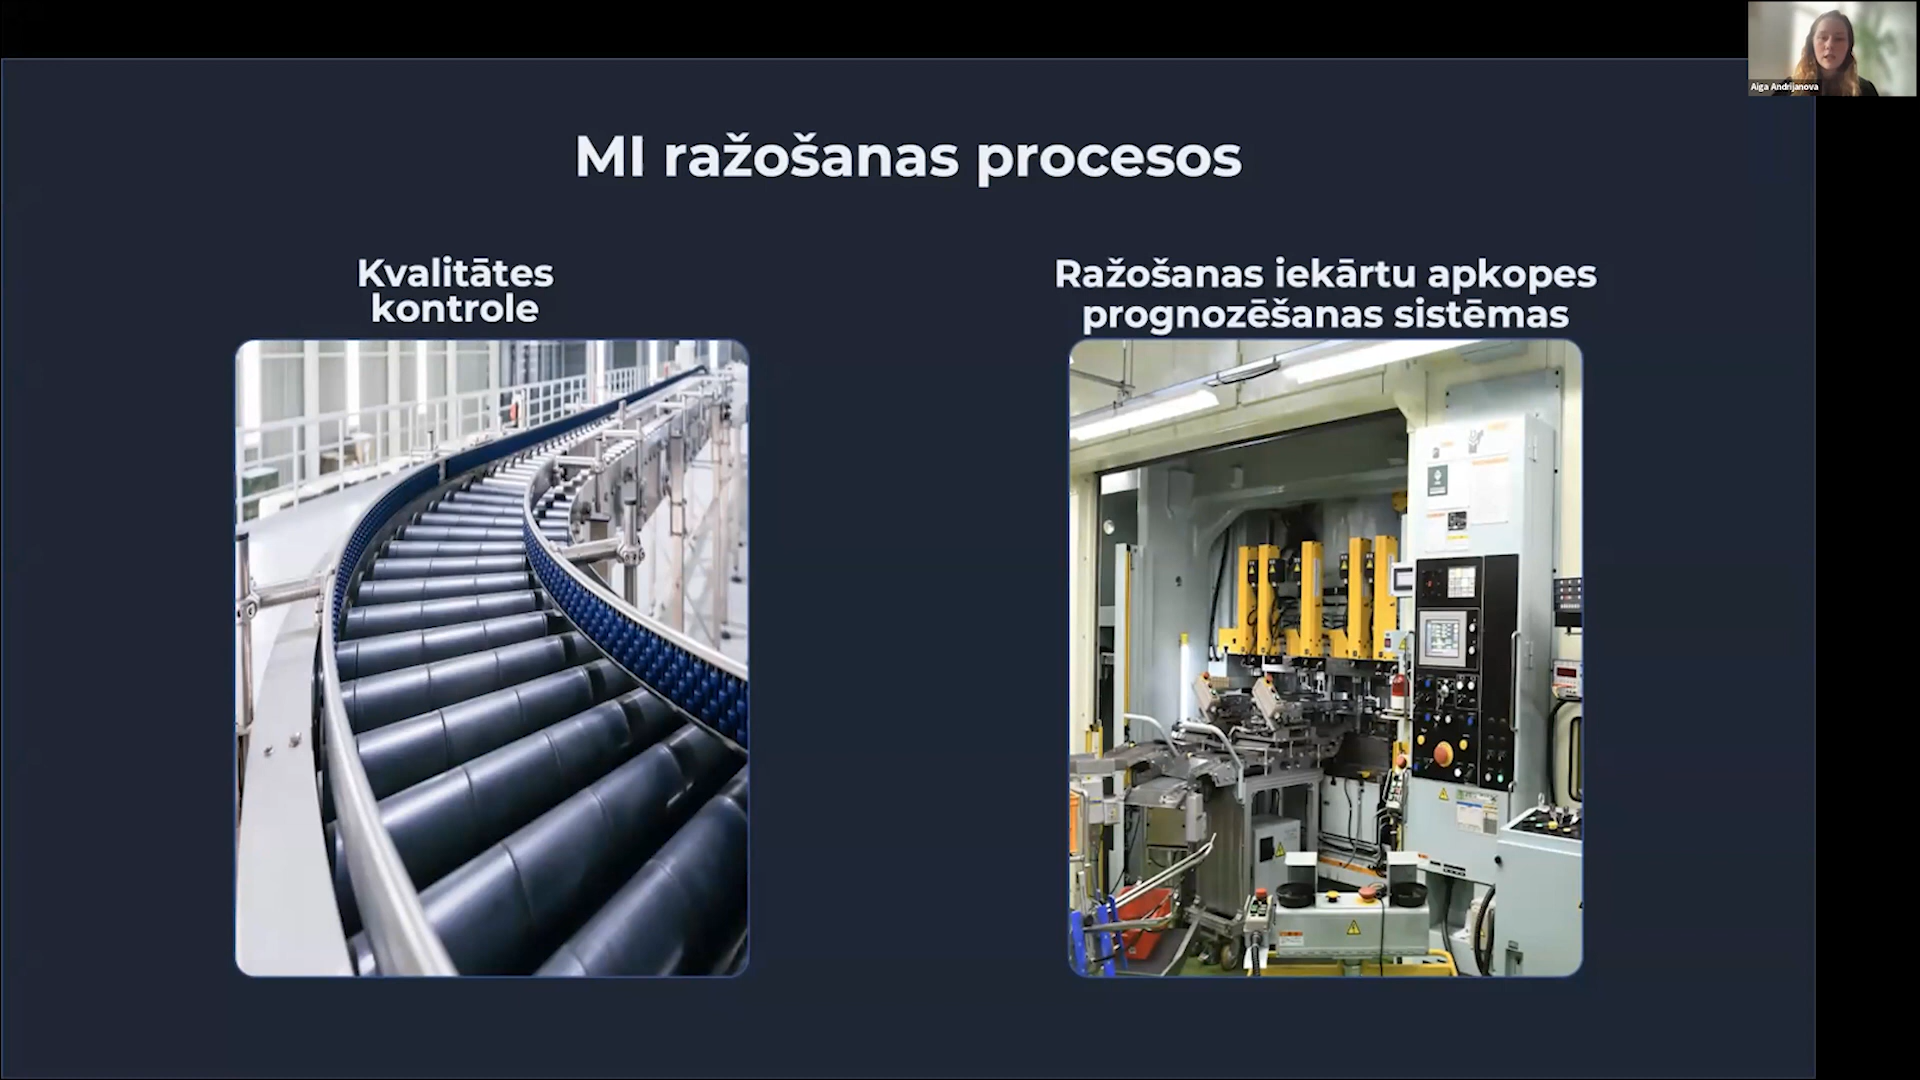 Aiga Andrijanova
MI ražošanas procesos
Kvalitātes
kontrole
Ražošanas iekārtu apkopes
prognozēšanas sistēmas